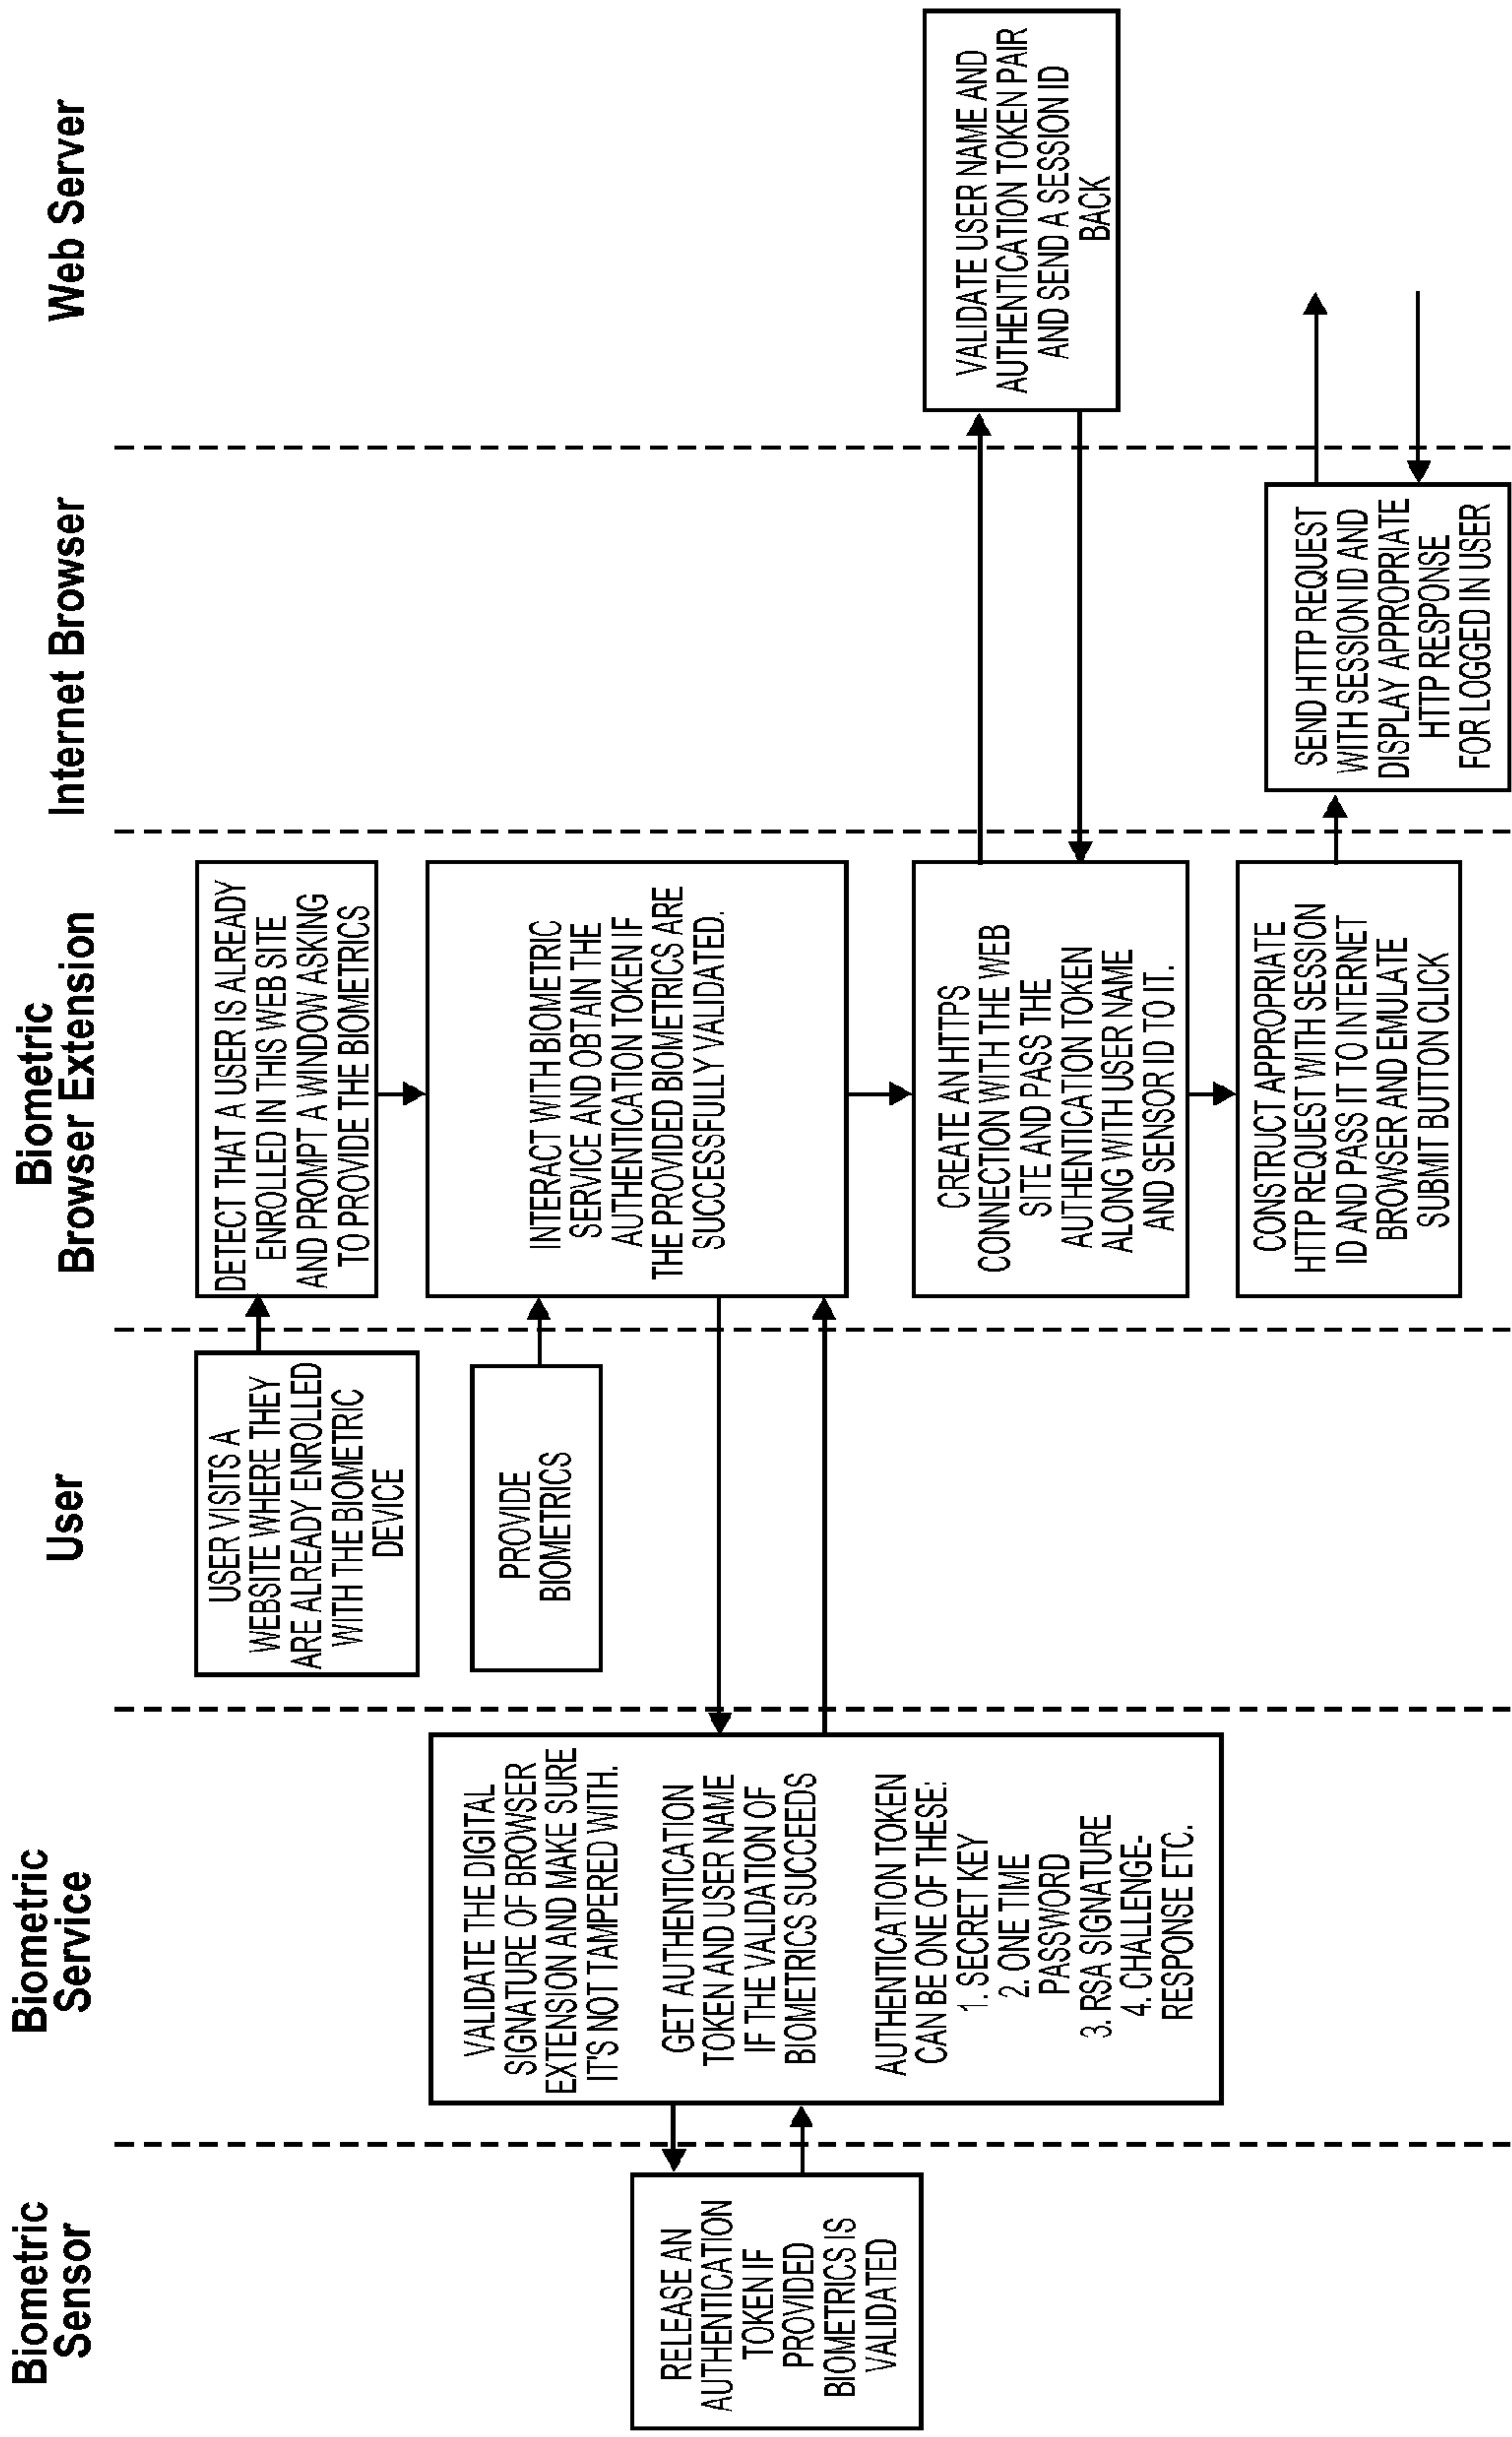 Biometric
Sensor
Biometric
Service
User
Biometric
Browser Extension
Internet Browser
Web Server
USER VISITS A
WEBSITE WHERE THEY
ARE ALREADY ENROLLED
WITH THE BIOMETRIC
DEVICE
DETECT THAT A USER IS ALREADY
ENROLLED IN THIS WEB SITE
AND PROMPT A WINDOW ASKING
TO PROVIDE THE BIOMETRICS
PROVIDE
BIOMETRICS
INTERACT WITH BIOMETRIC
SERVICE AND OBTAIN THE
AUTHENTICATION TOKEN IF
THE PROVIDED BIOMETRICS ARE
SUCCESSFULLY VALIDATED.
VALIDATE THE DIGITAL
SIGNATURE OF BROWSER
EXTENSION AND MAKE SURE
IT'S NOT TAMPERED WITH.
GET AUTHENTICATION
TOKEN AND USER NAME
IF THE VALIDATION OF
BIOMETRICS SUCCEEDS
AUTHENTICATION TOKEN
CAN BE ONE OF THESE:
1. SECRET KEY
2. ONE TIME
PASSWORD
3. RSA SIGNATURE
4. CHALLENGE-
RESPONSE ETC.
RELEASE AN
AUTHENTICATION
TOKEN IF
PROVIDED
BIOMETRICS IS
VALIDATED
CREATE AN HTTPS
CONNECTION WITH THE WEB
SITE AND PASS THE
AUTHENTICATION TOKEN
ALONG WITH USER NAME
AND SENSOR ID TO IT.
VALIDATE USER NAME AND
AUTHENTICATION TOKEN PAIR
AND SEND A SESSION ID
BACK
CONSTRUCT APPROPRIATE
HTTP REQUEST WITH SESSION
ID AND PASS IT TO INTERNET
BROWSER AND EMULATE
SUBMIT BUTTON CLICK
SEND HTTP REQUEST
WITH SESSION ID AND
DISPLAY APPROPRIATE
HTTP RESPONSE
FOR LOGGED IN USER